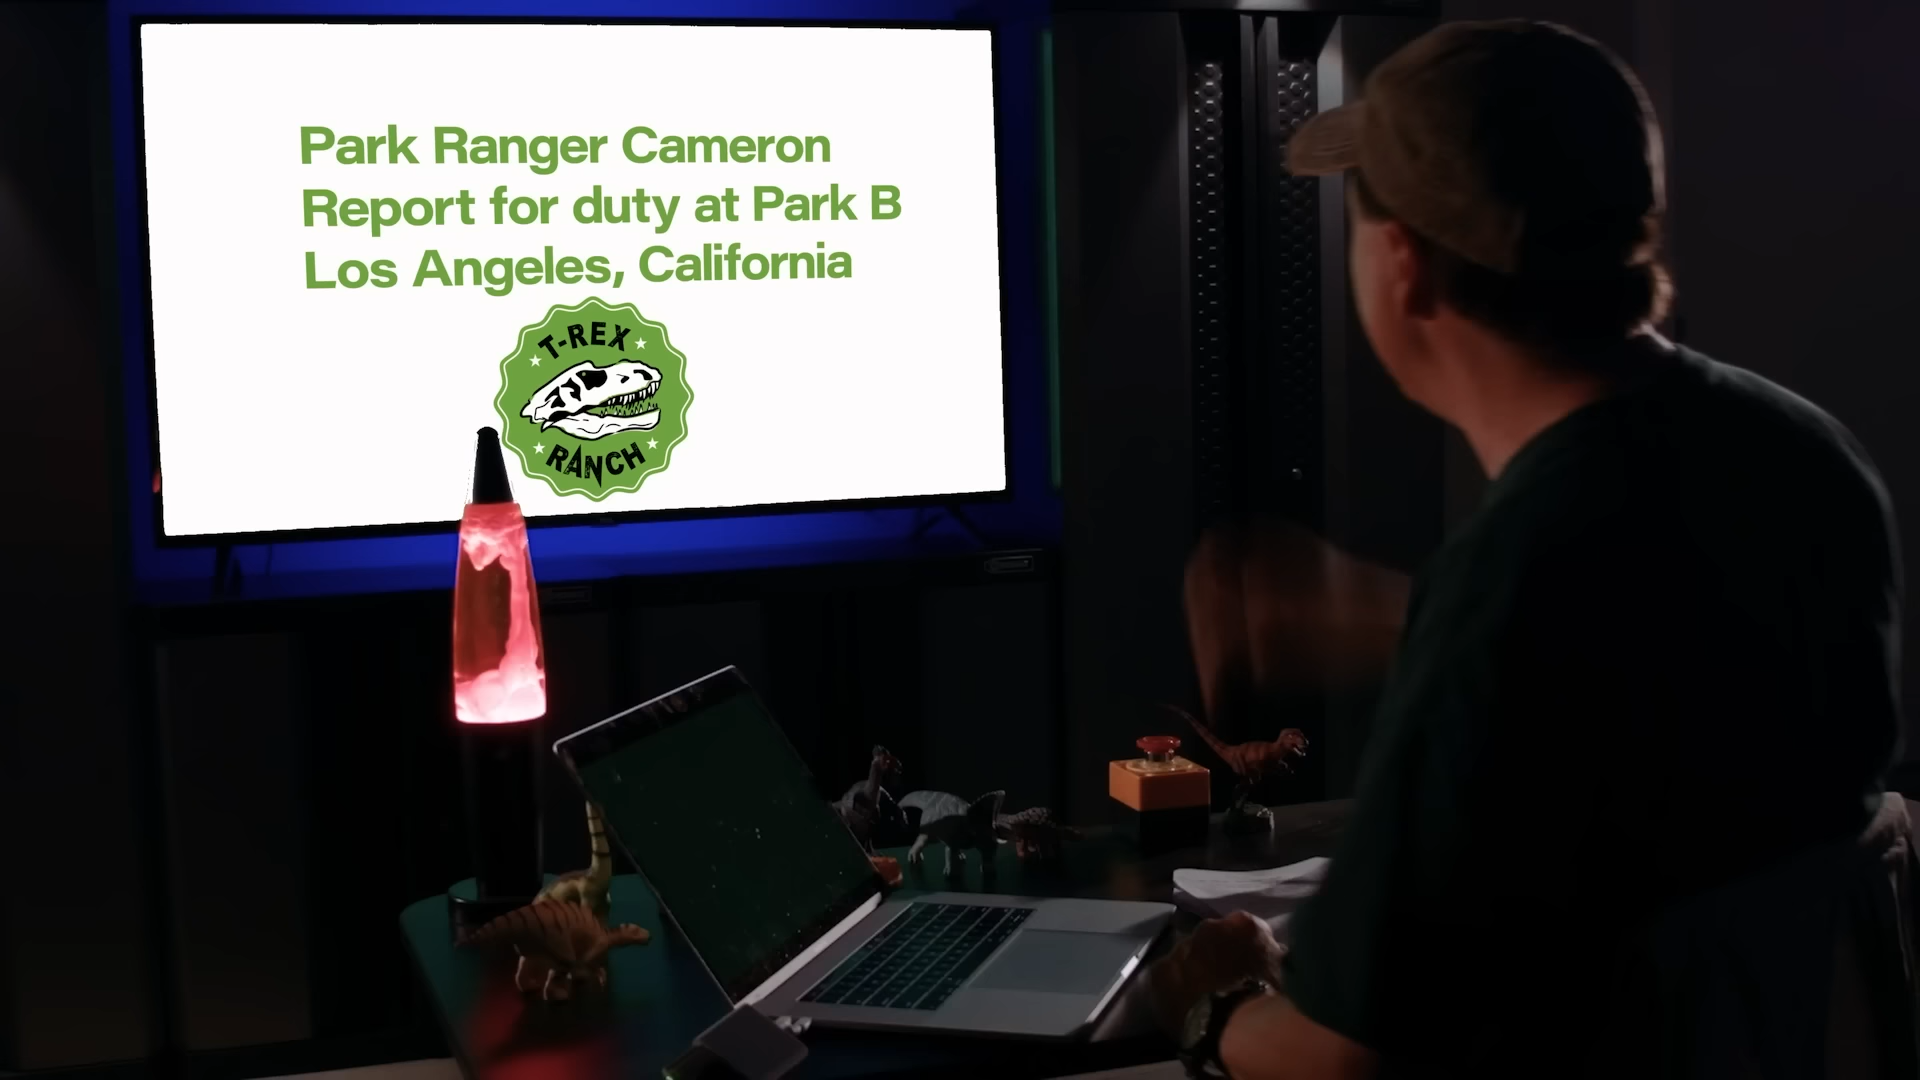 Park Ranger Cameron
Report for duty at Park B
Los Angeles, California
T-REX
RANCH